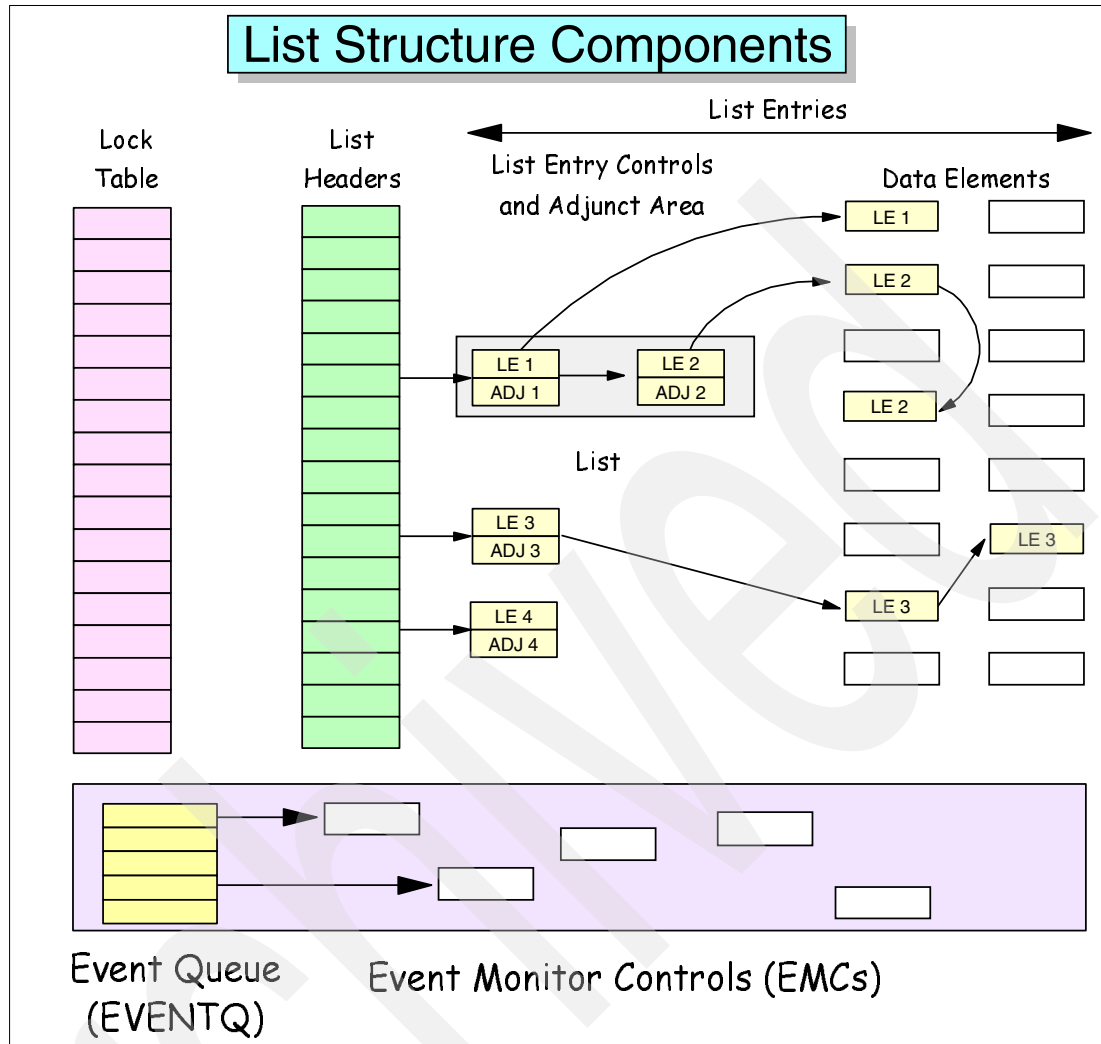 List Structure Components
List Entries
Lock
Table
List
Headers
List Entry Controls
and Adjunct Area
Data Elements
LE 1
LE 2
LE 1
ADJ 1
LE 2
ADJ 2
LE 2
List
LE 3
ADJ 3
LE 3
LE 3
LE 4
ADJ 4
Event Queue
(EVENTQ)
Event Monitor Controls (EMCs)